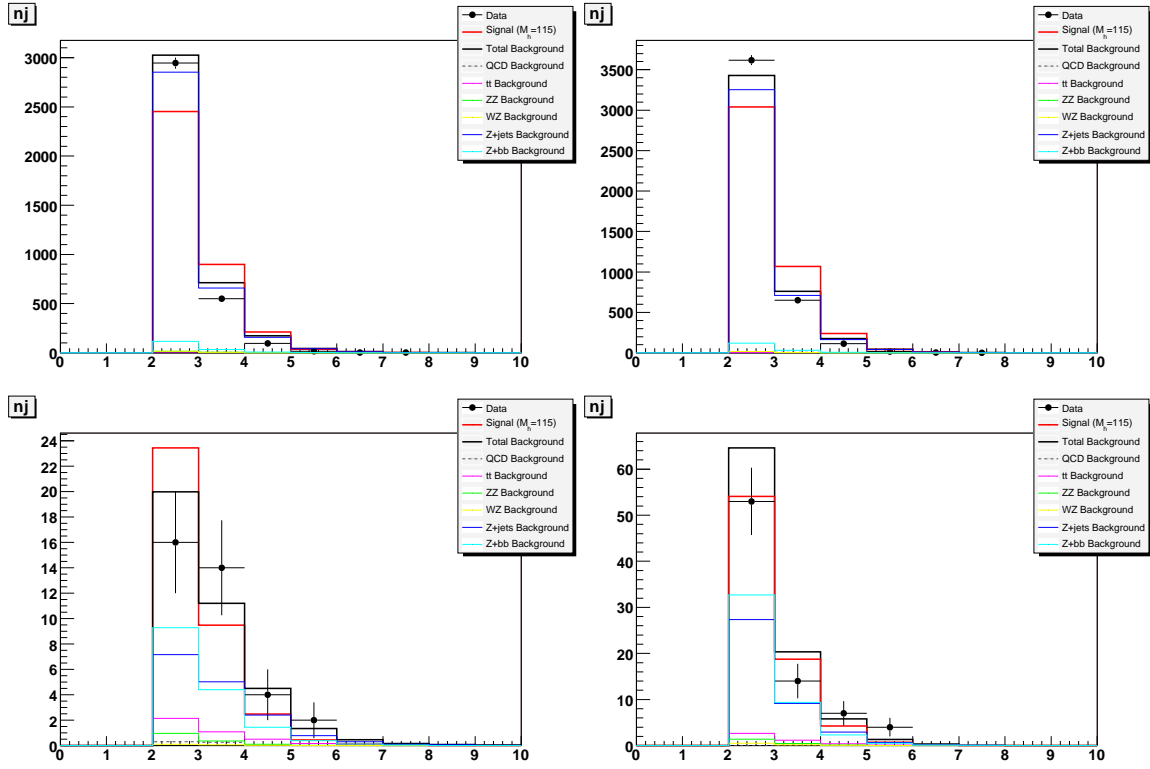 nj
Data
Signal (M_h=115)
Total Background
QCD Background
tt Background
ZZ Background
WZ Background
Z+jets Background
Z+bb Background
3000
2500
2000
1500
1000
500
0
0 1 2 3 4 5 6 7 8 9 10
nj
Data
Signal (M_h=115)
Total Background
QCD Background
tt Background
ZZ Background
WZ Background
Z+jets Background
Z+bb Background
3500
3000
2500
2000
1500
1000
500
0
0 1 2 3 4 5 6 7 8 9 10
nj
Data
Signal (M_h=115)
Total Background
QCD Background
tt Background
ZZ Background
WZ Background
Z+jets Background
Z+bb Background
24
22
20
18
16
14
12
10
8
6
4
2
0
0 1 2 3 4 5 6 7 8 9 10
nj
Data
Signal (M_h=115)
Total Background
QCD Background
tt Background
ZZ Background
WZ Background
Z+jets Background
Z+bb Background
60
50
40
30
20
10
0
0 1 2 3 4 5 6 7 8 9 10